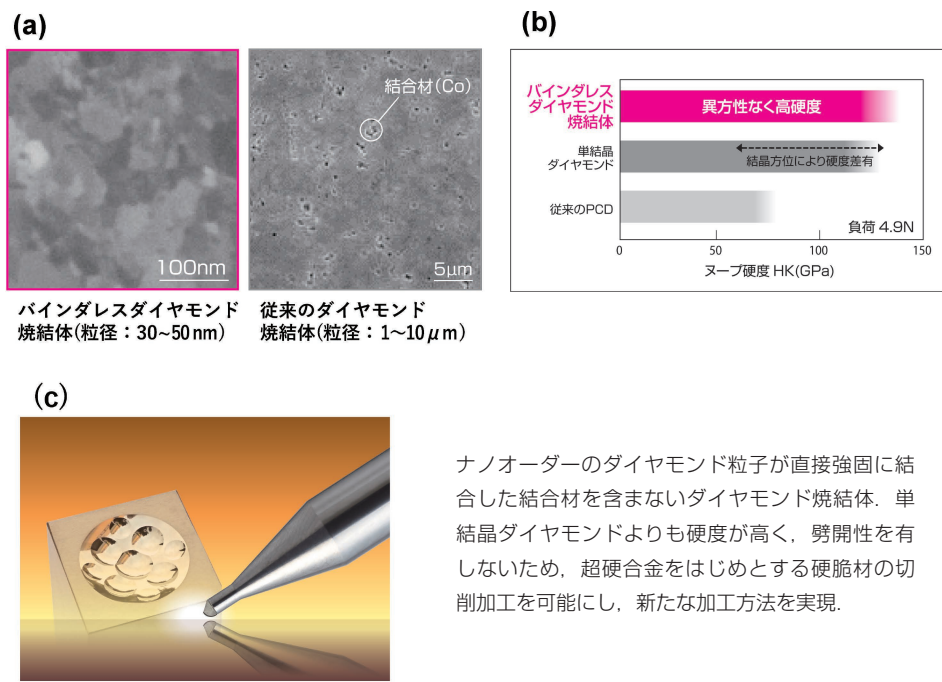 (a)
結合材(Co)
100nm
5μm
バインダレスダイヤモンド
焼結体(粒径：30~50nm)
従来のダイヤモンド
焼結体(粒径：1~10μm)
(b)
バインダレス
ダイヤモンド
焼結体
異方性なく高硬度
単結晶
ダイヤモンド
結晶方位により硬度差有
従来のPCD
負荷 4.9N
0
50
100
150
ヌープ硬度 HK(GPa)
(c)
ナノオーダーのダイヤモンド粒子が直接強固に結
合した結合材を含まないダイヤモンド焼結体．単
結晶ダイヤモンドよりも硬度が高く，劈開性を有
しないため，超硬合金をはじめとする硬脆材の切
削加工を可能にし，新たな加工方法を実現．